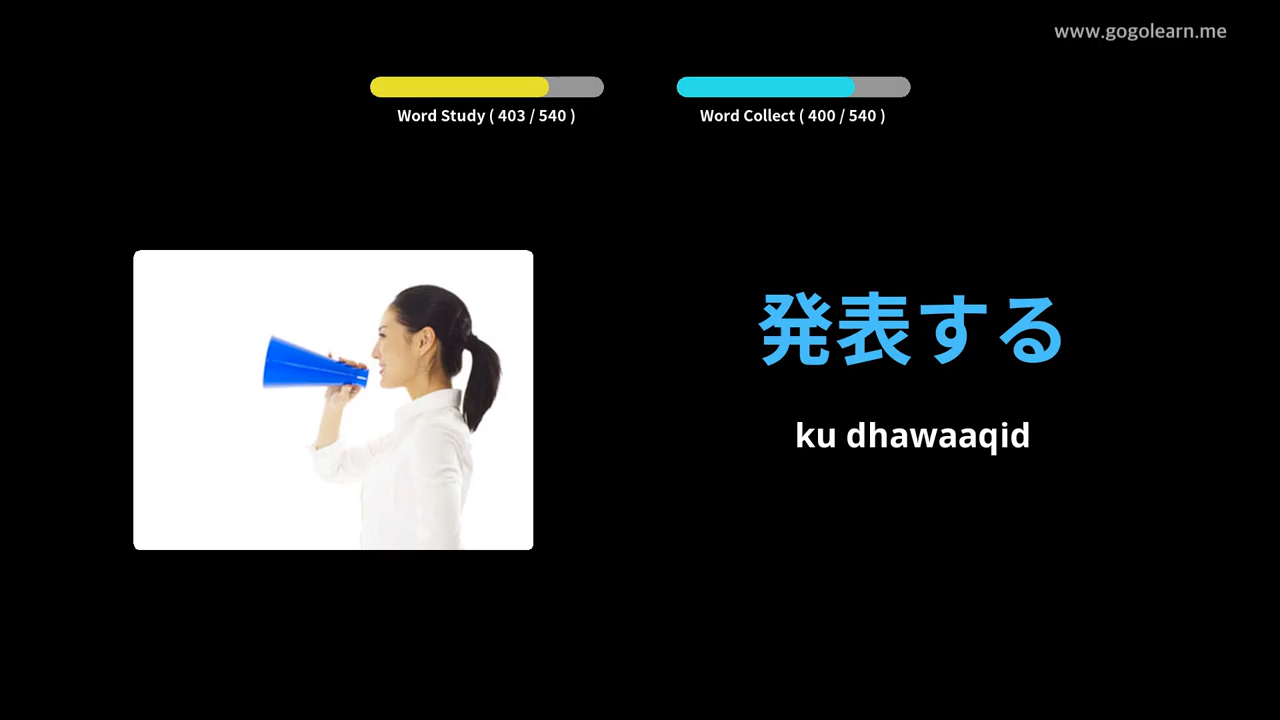 www.gogolearn.me
Word Study ( 403 / 540 )
Word Collect ( 400 / 540 )
発表する
ku dhawaaqid